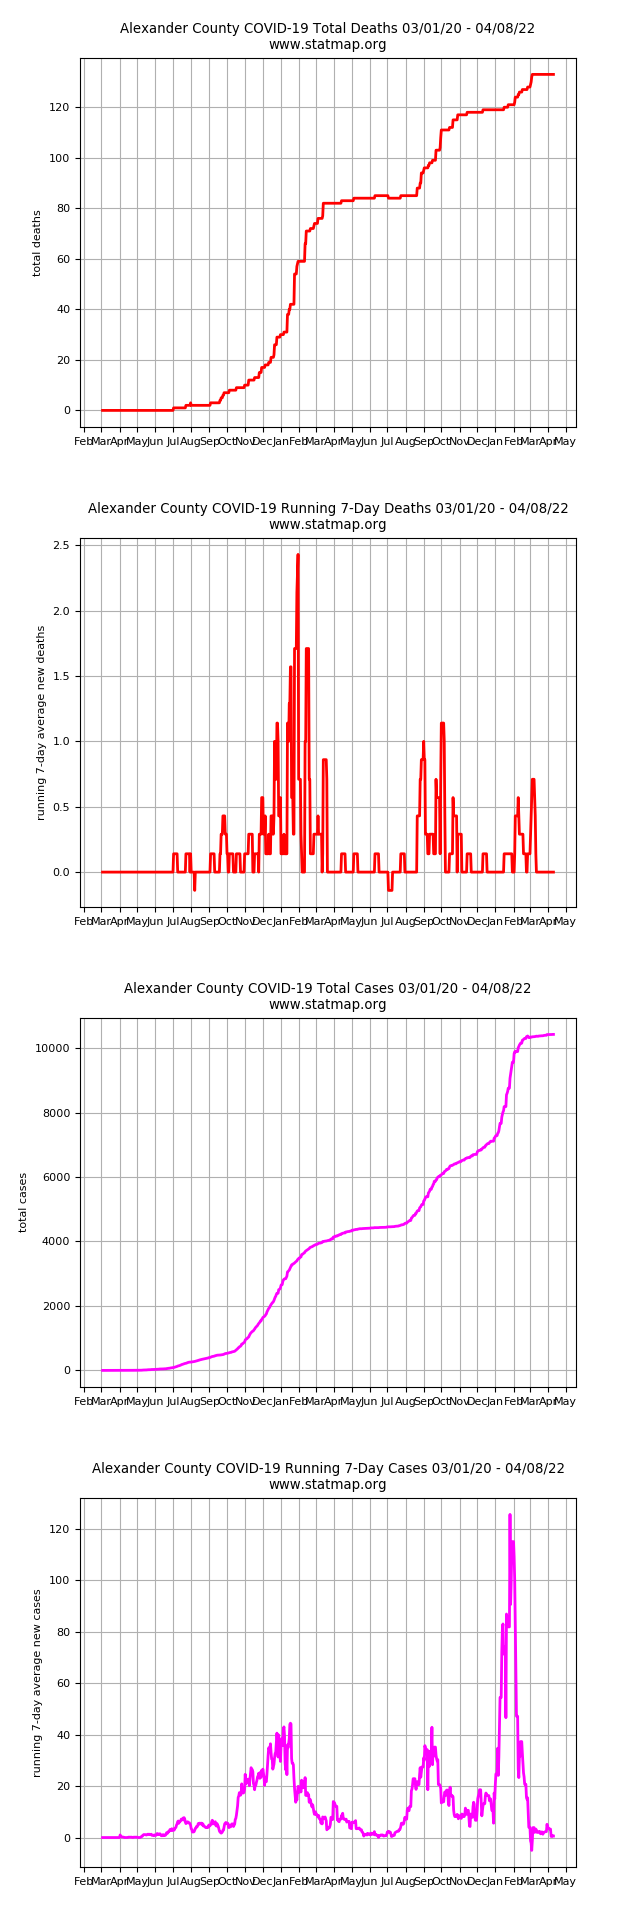 Alexander County COVID-19 Total Deaths 03/01/20 - 04/08/22
www.statmap.org
120
100
80
60
40
20
0
total deaths
Feb Mar Apr May Jun Jul Aug Sep Oct Nov Dec Jan Feb Mar Apr May Jun Jul Aug Sep Oct Nov Dec Jan Feb Mar Apr May
Alexander County COVID-19 Running 7-Day Deaths 03/01/20 - 04/08/22
www.statmap.org
2.5
2.0
1.5
1.0
0.5
0.0
running 7-day average new deaths
Feb Mar Apr May Jun Jul Aug Sep Oct Nov Dec Jan Feb Mar Apr May Jun Jul Aug Sep Oct Nov Dec Jan Feb Mar Apr May
Alexander County COVID-19 Total Cases 03/01/20 - 04/08/22
www.statmap.org
10000
8000
6000
4000
2000
0
total cases
Feb Mar Apr May Jun Jul Aug Sep Oct Nov Dec Jan Feb Mar Apr May Jun Jul Aug Sep Oct Nov Dec Jan Feb Mar Apr May
Alexander County COVID-19 Running 7-Day Cases 03/01/20 - 04/08/22
www.statmap.org
120
100
80
60
40
20
0
running 7-day average new cases
Feb Mar Apr May Jun Jul Aug Sep Oct Nov Dec Jan Feb Mar Apr May Jun Jul Aug Sep Oct Nov Dec Jan Feb Mar Apr May